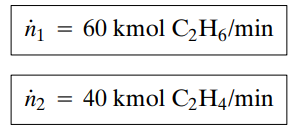 ṅ₁ = 60 kmol C₂H₆/min
ṅ₂ = 40 kmol C₂H₄/min